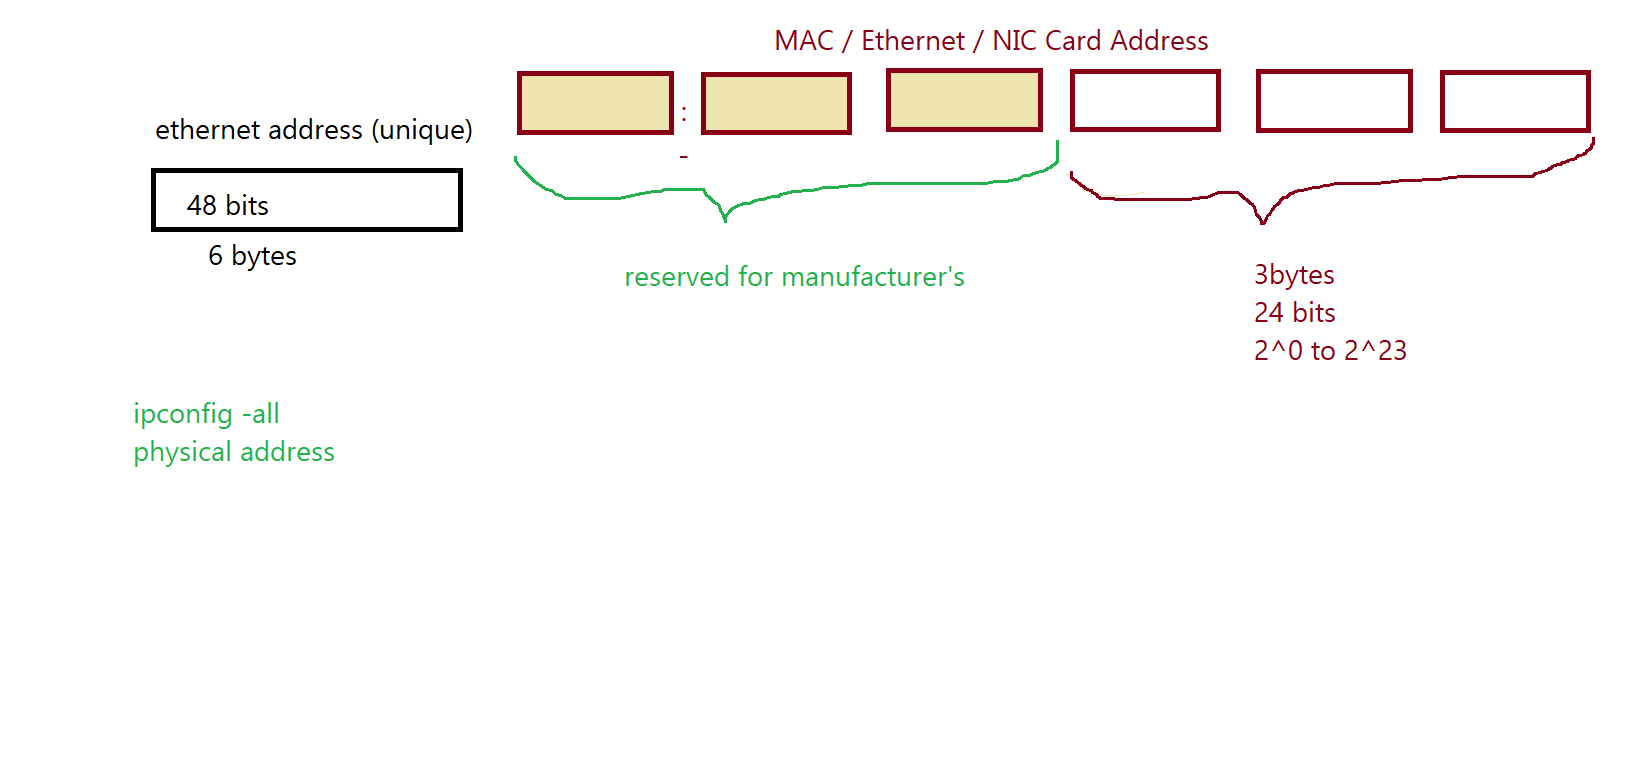 MAC / Ethernet / NIC Card Address
:
-
ethernet address (unique)
48 bits
6 bytes
reserved for manufacturer's
3bytes
24 bits
2^0 to 2^23
ipconfig -all
physical address